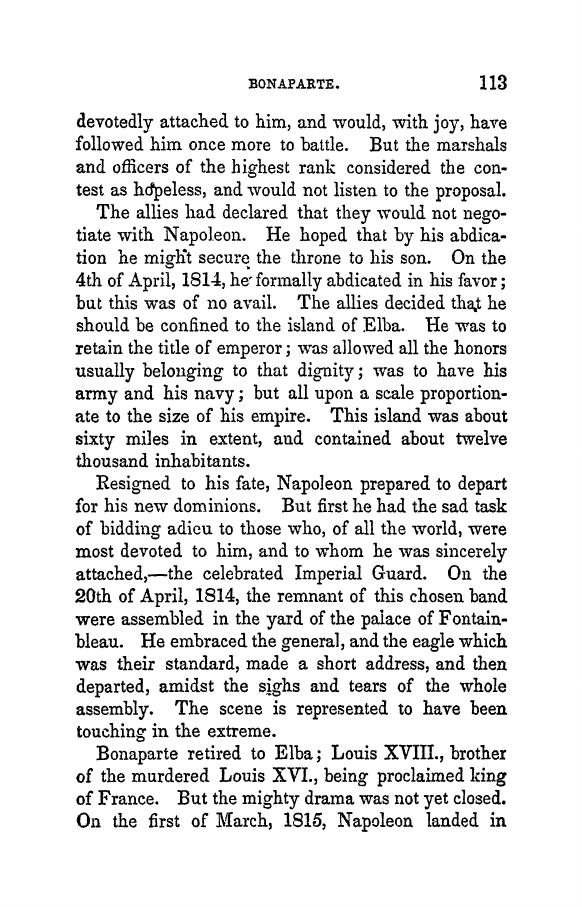 BONAPARTE. 113
devotedly attached to him, and would, with joy, have
followed him once more to battle. But the marshals
and officers of the highest rank considered the con-
test as hopeless, and would not listen to the proposal.
The allies had declared that they would not nego-
tiate with Napoleon. He hoped that by his abdica-
tion he might secure the throne to his son. On the
4th of April, 1814, he formally abdicated in his favor;
but this was of no avail. The allies decided that he
should be confined to the island of Elba. He was to
retain the title of emperor; was allowed all the honors
usually belonging to that dignity; was to have his
army and his navy; but all upon a scale proportion-
ate to the size of his empire. This island was about
sixty miles in extent, and contained about twelve
thousand inhabitants.
Resigned to his fate, Napoleon prepared to depart
for his new dominions. But first he had the sad task
of bidding adieu to those who, of all the world, were
most devoted to him, and to whom he was sincerely
attached,—the celebrated Imperial Guard. On the
20th of April, 1814, the remnant of this chosen band
were assembled in the yard of the palace of Fontain-
bleau. He embraced the general, and the eagle which
was their standard, made a short address, and then
departed, amidst the sighs and tears of the whole
assembly. The scene is represented to have been
touching in the extreme.
Bonaparte retired to Elba; Louis XVIII., brother
of the murdered Louis XVI., being proclaimed king
of France. But the mighty drama was not yet closed.
On the first of March, 1815, Napoleon landed in